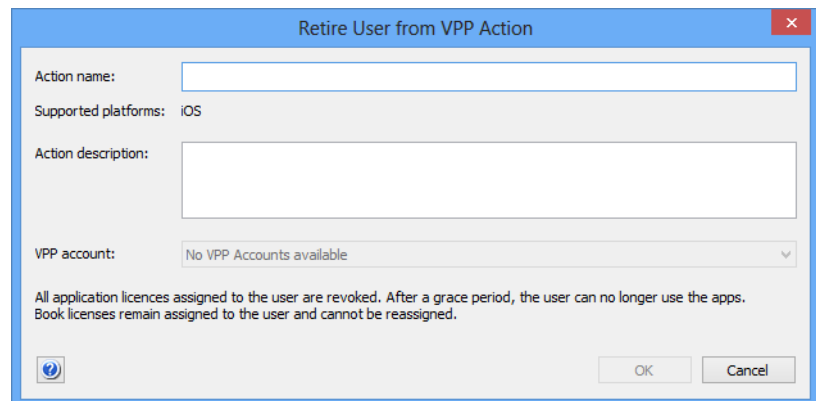 Retire User from VPP Action
Action name:
Supported platforms: iOS
Action description:
VPP account: No VPP Accounts available
All application licences assigned to the user are revoked. After a grace period, the user can no longer use the apps.
Book licenses remain assigned to the user and cannot be reassigned.
OK Cancel